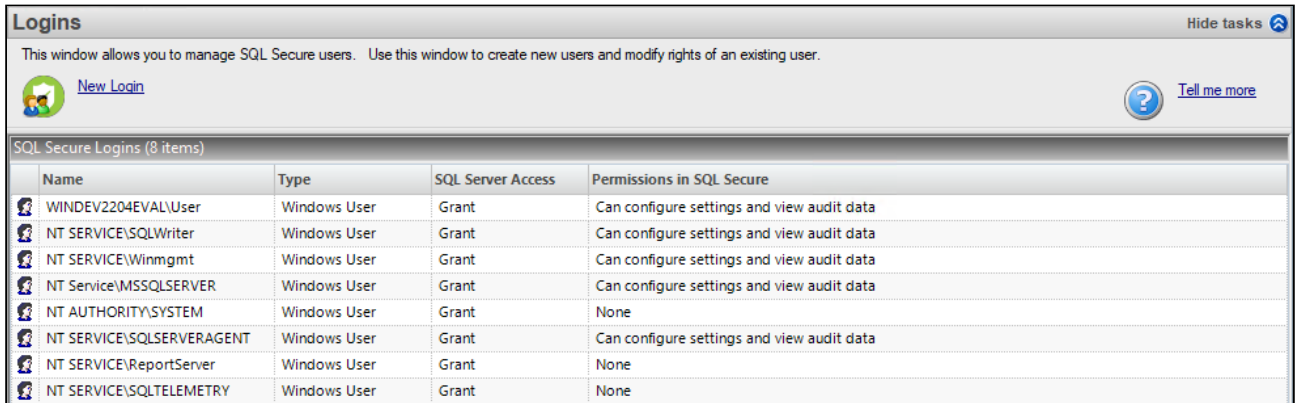 Logins Hide tasks
This window allows you to manage SQL Secure users. Use this window to create new users and modify rights of an existing user.
New Login Tell me more
SQL Secure Logins (8 items)
Name Type SQL Server Access Permissions in SQL Secure
WINDEV2204EVAL\User Windows User Grant Can configure settings and view audit data
NT SERVICE\SQLWriter Windows User Grant Can configure settings and view audit data
NT SERVICE\Winmgmt Windows User Grant Can configure settings and view audit data
NT Service\MSSQLSERVER Windows User Grant Can configure settings and view audit data
NT AUTHORITY\SYSTEM Windows User Grant None
NT SERVICE\SQLSERVERAGENT Windows User Grant Can configure settings and view audit data
NT SERVICE\ReportServer Windows User Grant None
NT SERVICE\SQLTELEMETRY Windows User Grant None